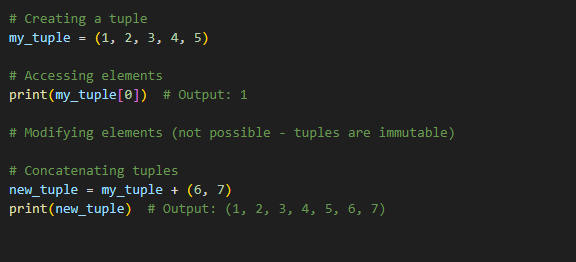 # Creating a tuple
my_tuple = (1, 2, 3, 4, 5)
# Accessing elements
print(my_tuple[0])  # Output: 1
# Modifying elements (not possible - tuples are immutable)
# Concatenating tuples
new_tuple = my_tuple + (6, 7)
print(new_tuple)  # Output: (1, 2, 3, 4, 5, 6, 7)